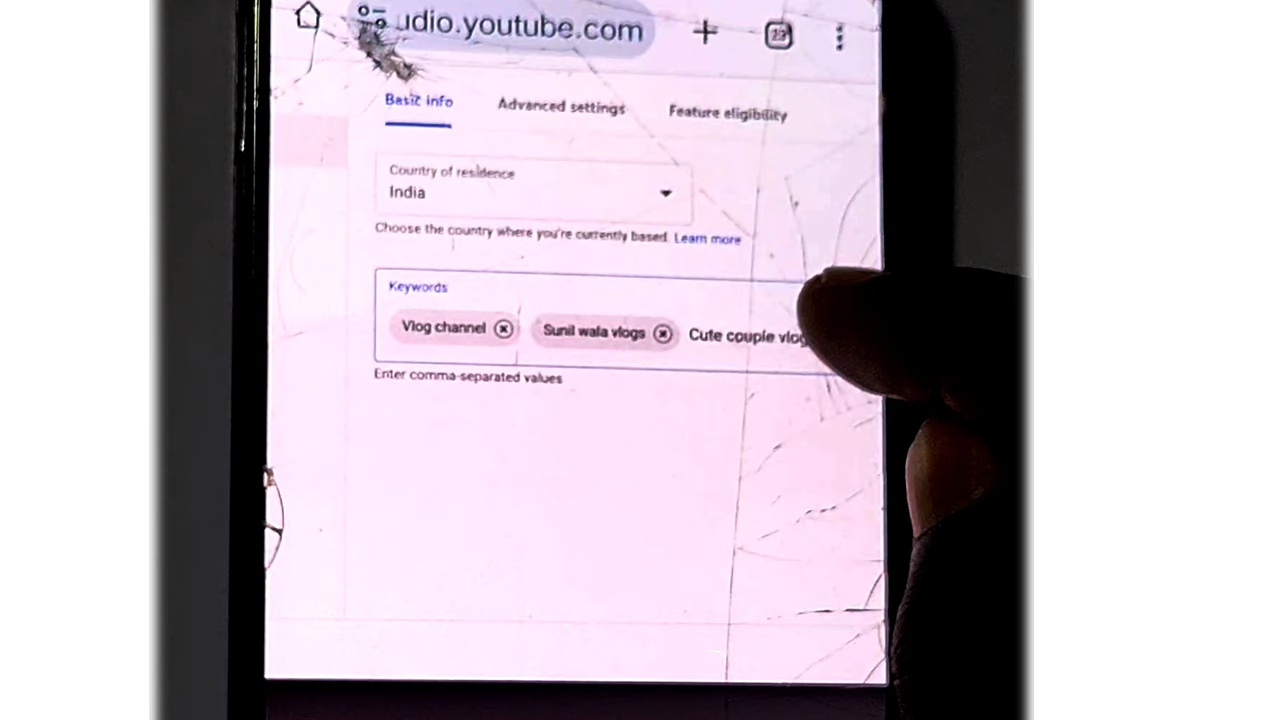 udio.youtube.com
Basic info Advanced settings Feature eligibility
Country of residence
India
Choose the country where you're currently based. Learn more
Keywords
Vlog channel Sunil wala vlogs Cute couple vlog
Enter comma-separated values